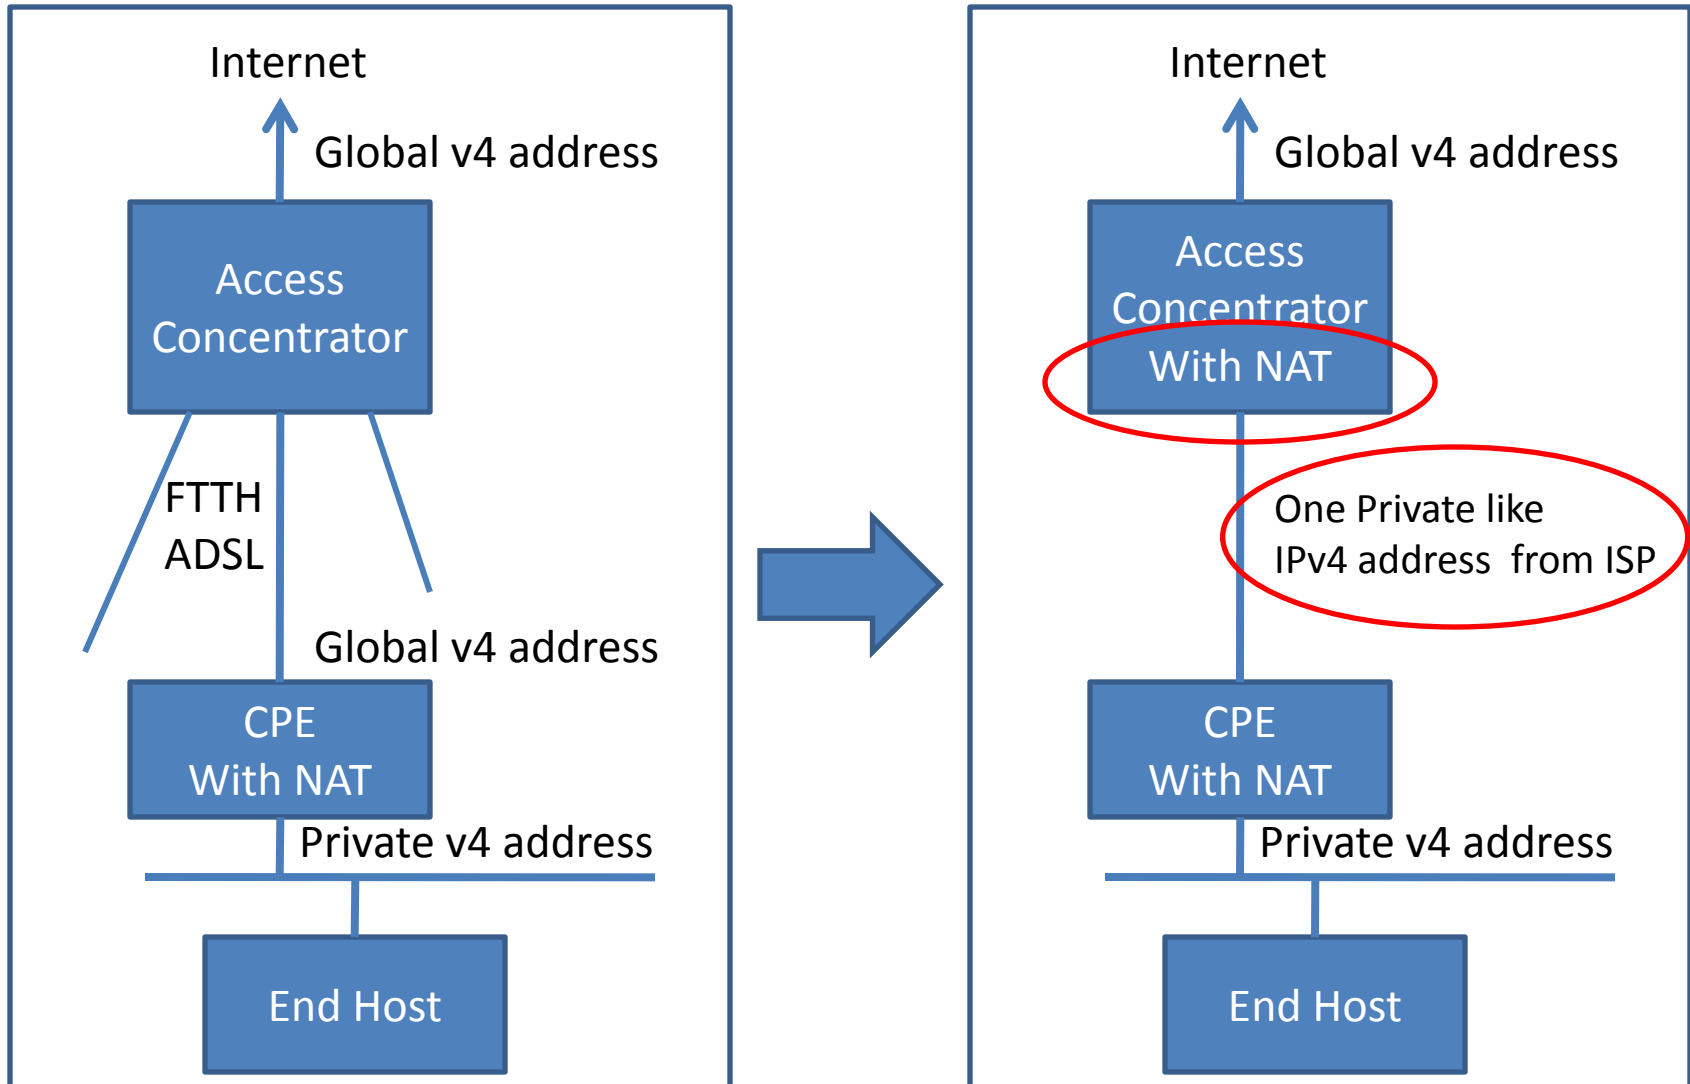 Internet
Global v4 address
Access
Concentrator
FTTH
ADSL
Global v4 address
CPE
With NAT
Private v4 address
End Host
Internet
Global v4 address
Access
Concentrator
With NAT
One Private like
IPv4 address  from ISP
CPE
With NAT
Private v4 address
End Host